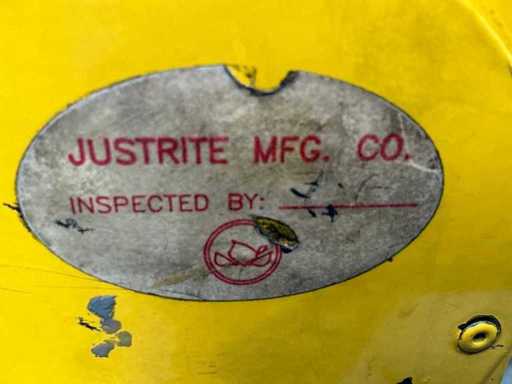 JUSTRITE MFG. CO.
INSPECTED BY: